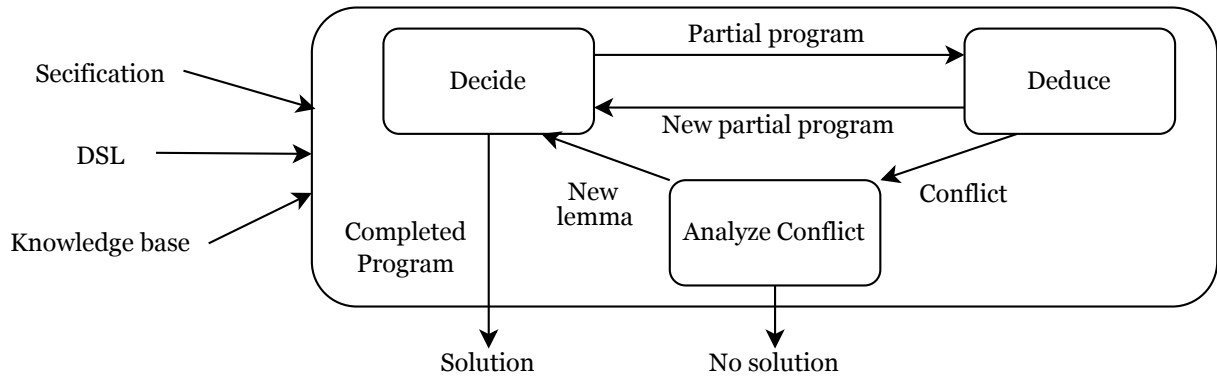 Partial program
Secification
Decide
Deduce
DSL
New partial program
New
lemma
Conflict
Knowledge base
Completed
Program
Analyze Conflict
Solution
No solution